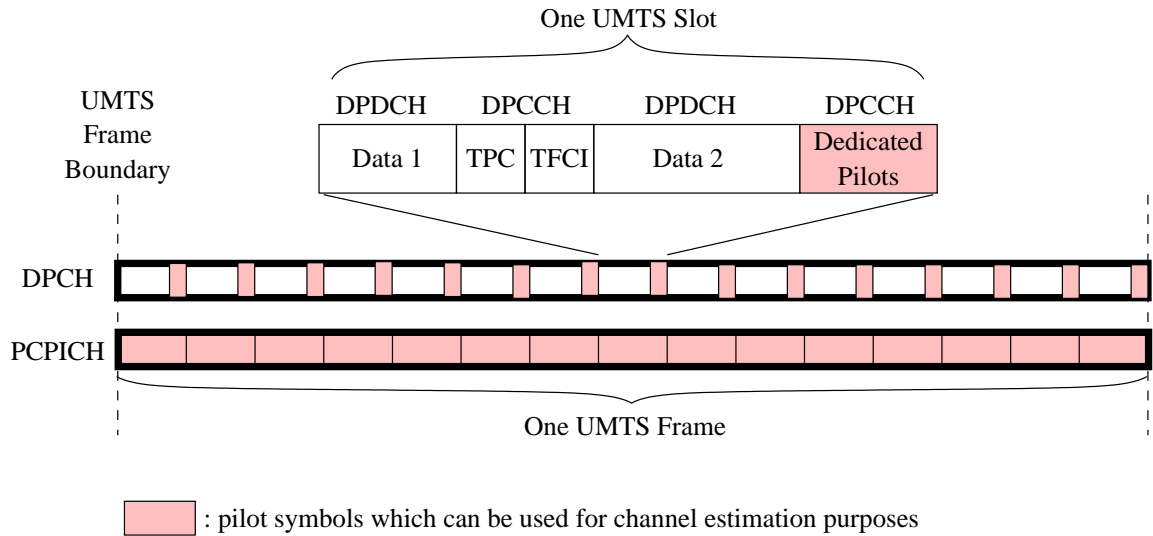 One UMTS Slot
UMTS
Frame
Boundary
DPDCH DPCCH DPDCH DPCCH
Data 1 TPC TFCI Data 2 Dedicated
Pilots
DPCH
PCPICH
One UMTS Frame
: pilot symbols which can be used for channel estimation purposes